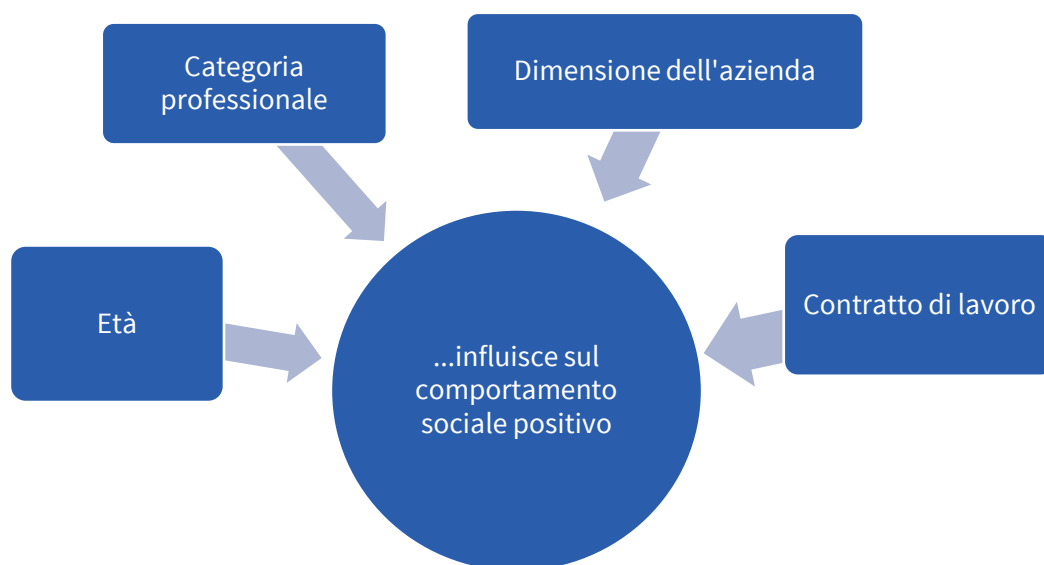 Categoria
professionale
Dimensione dell'azienda
Età
Contratto di lavoro
...influisce sul
comportamento
sociale positivo